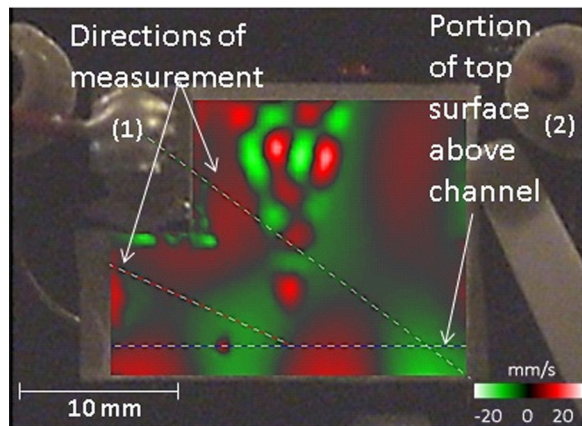 Directions of
measurement
(1)
Portion
of top
surface
above
channel
(2)
10 mm
mm/s
-20 0 20